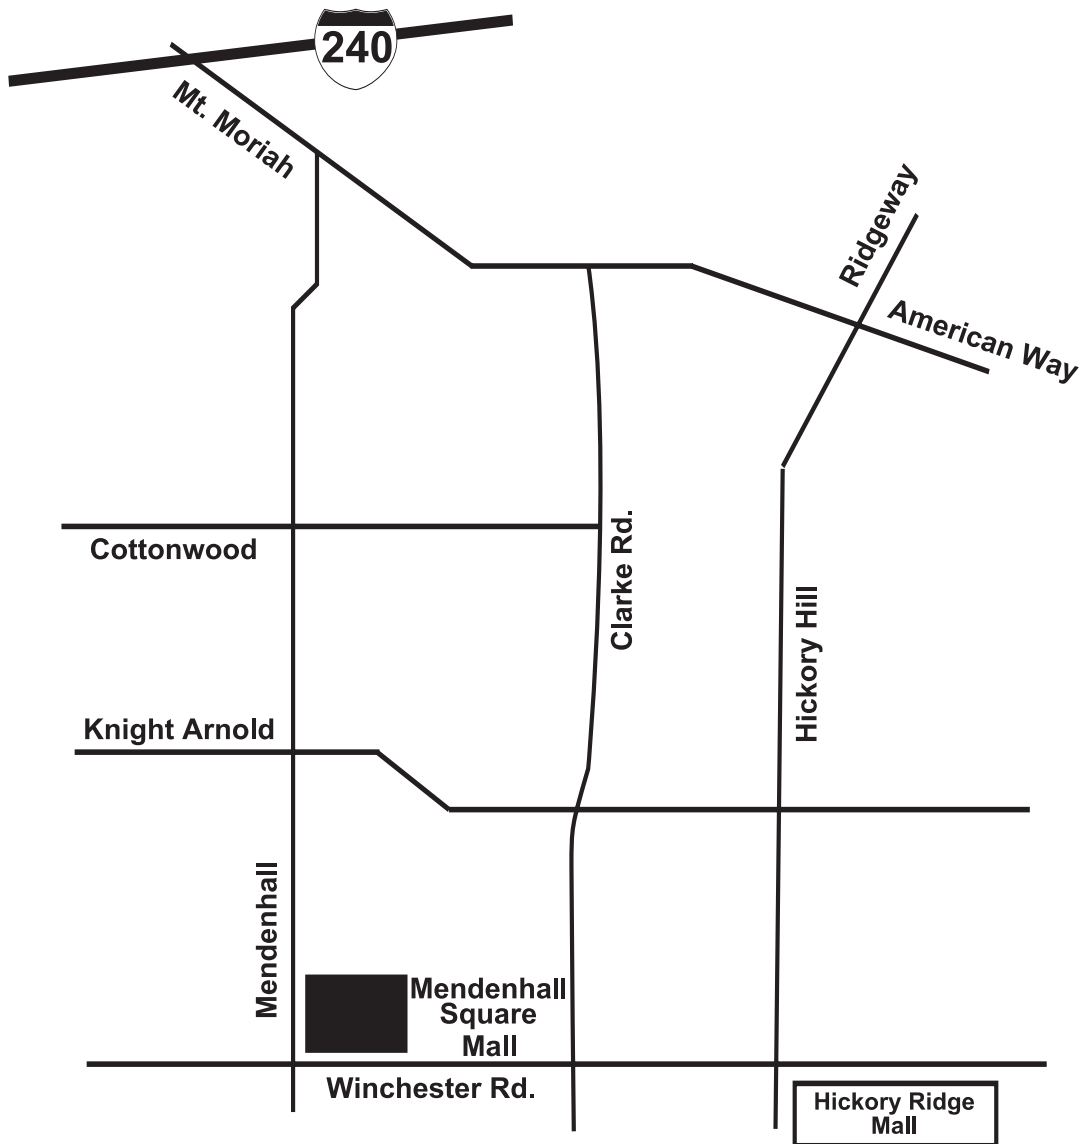 240
Mt. Moriah
Ridgeway
American Way
Cottonwood
Clarke Rd.
Hickory Hill
Knight Arnold
Mendenhall
Mendenhall
Square
Mall
Winchester Rd.
Hickory Ridge
Mall